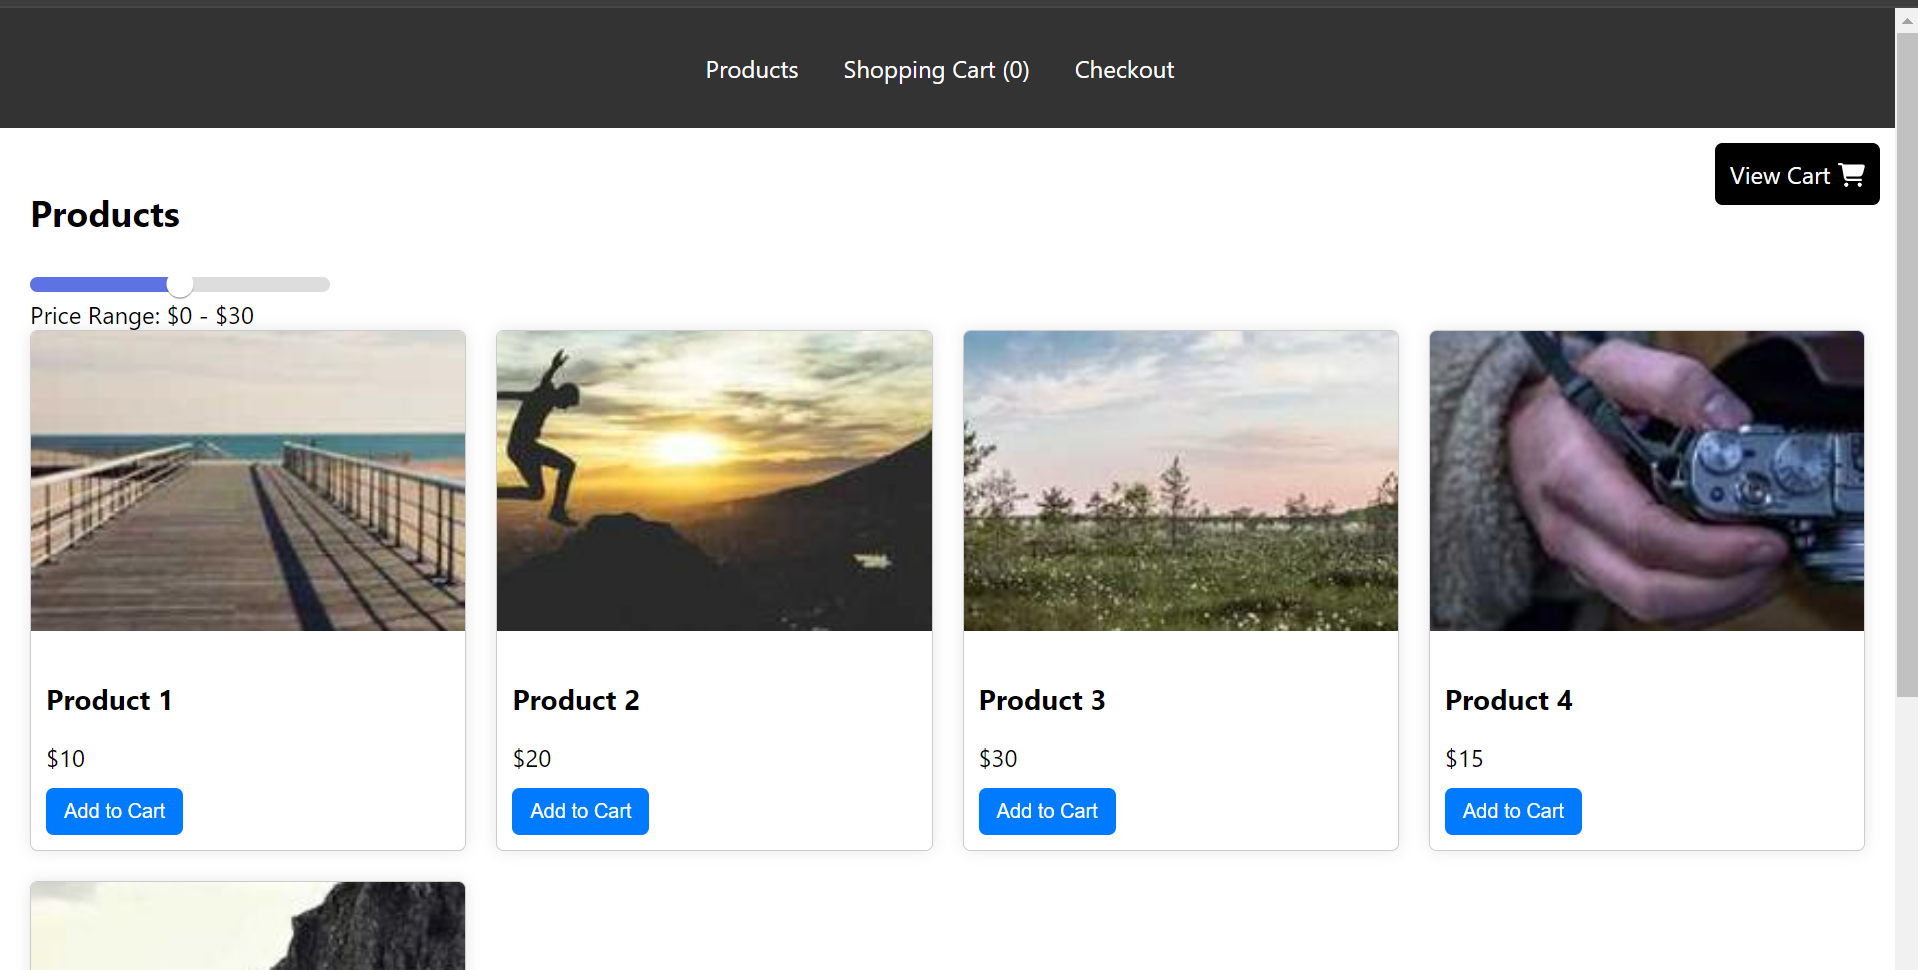 Products Shopping Cart (0) Checkout
View Cart
Products
Price Range: $0 - $30
Product 1
$10
Add to Cart
Product 2
$20
Add to Cart
Product 3
$30
Add to Cart
Product 4
$15
Add to Cart